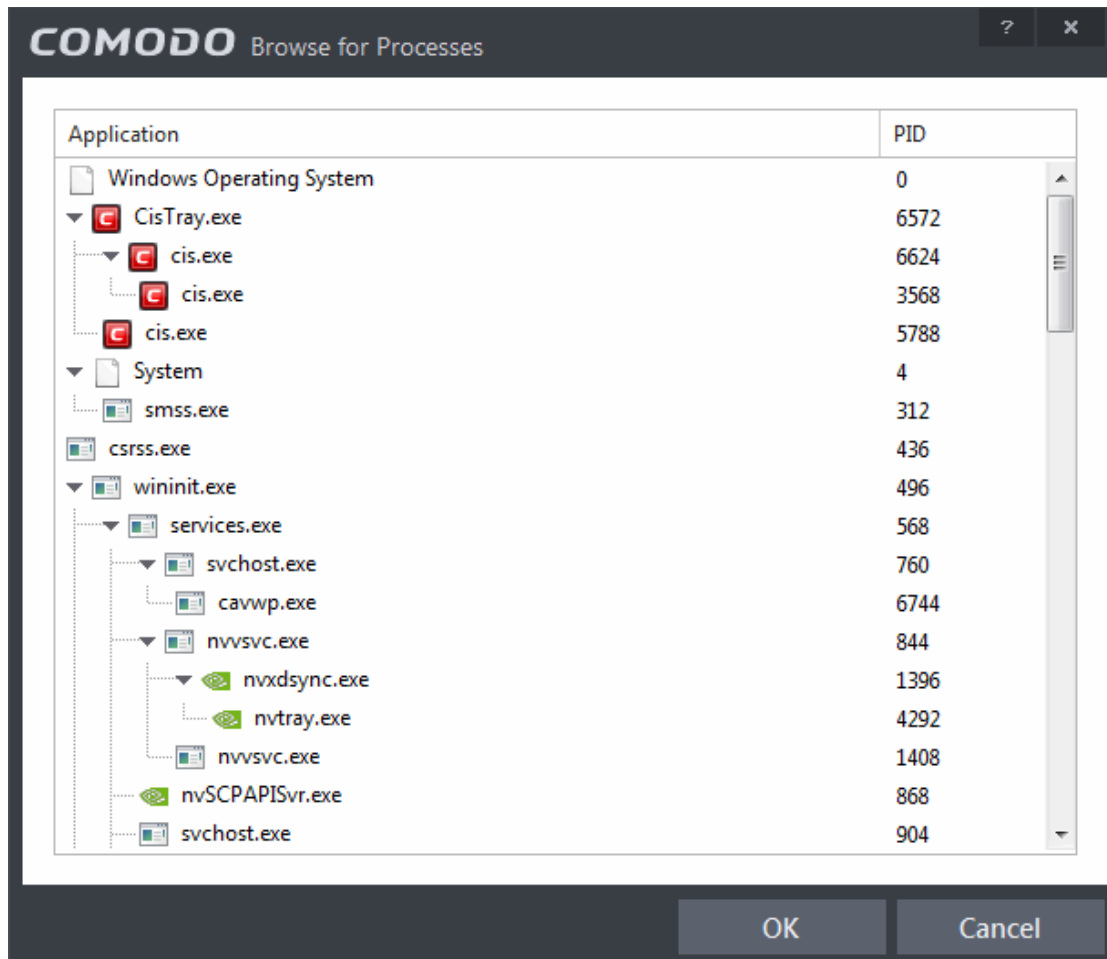 COMODO Browse for Processes ? x
Application PID
Windows Operating System 0
CisTray.exe 6572
cis.exe 6624
cis.exe 3568
cis.exe 5788
System 4
smss.exe 312
csrss.exe 436
wininit.exe 496
services.exe 568
svchost.exe 760
cavwp.exe 6744
nvvsvc.exe 844
nvxdsync.exe 1396
nvtray.exe 4292
nvvsvc.exe 1408
nvSCPAPISvr.exe 868
svchost.exe 904
OK Cancel